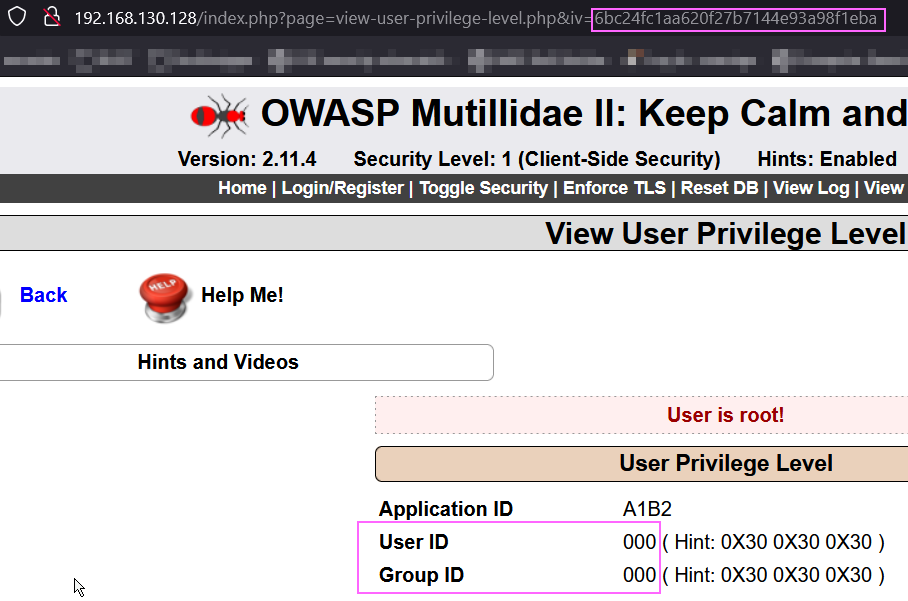 192.168.130.128/index.php?page=view-user-privilege-level.php&iv=6bc24fc1aa620f27b7144e93a98f1eba
OWASP Mutillidae II: Keep Calm and
Version: 2.11.4 Security Level: 1 (Client-Side Security) Hints: Enabled
Home | Login/Register | Toggle Security | Enforce TLS | Reset DB | View Log | View
View User Privilege Level
Back HELP Help Me!
Hints and Videos
User is root!
User Privilege Level
Application ID A1B2
User ID 000 ( Hint: 0X30 0X30 0X30 )
Group ID 000 ( Hint: 0X30 0X30 0X30 )